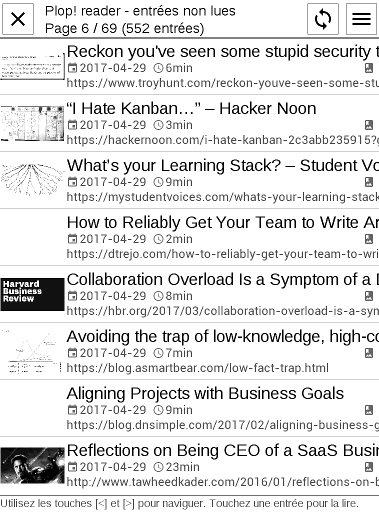 Plop! reader - entrées non lues
Page 6 / 69 (552 entrées)
Reckon you've seen some stupid security t
2017-04-29 6min
https://www.troyhunt.com/reckon-youve-seen-some-stu
“I Hate Kanban…” – Hacker Noon
2017-04-29 3min
https://hackernoon.com/i-hate-kanban-2c3abb235915?g
What’s your Learning Stack? – Student Vo
2017-04-29 9min
https://mystudentvoices.com/whats-your-learning-stack
How to Reliably Get Your Team to Write Ar
2017-04-29 2min
https://dtrejo.com/how-to-reliably-get-your-team-to-wri
Harvard
Business
Review
Collaboration Overload Is a Symptom of a D
2017-04-29 8min
https://hbr.org/2017/03/collaboration-overload-is-a-sym
Avoiding the trap of low-knowledge, high-co
2017-04-29 7min
https://blog.asmartbear.com/low-fact-trap.html
Aligning Projects with Business Goals
2017-04-29 9min
https://blog.dnsimple.com/2017/02/aligning-business-g
Reflections on Being CEO of a SaaS Busin
2017-04-29 23min
http://www.tawheedkader.com/2016/01/reflections-on-b
Utilisez les touches [<] et [>] pour naviguer. Touchez une entrée pour la lire.